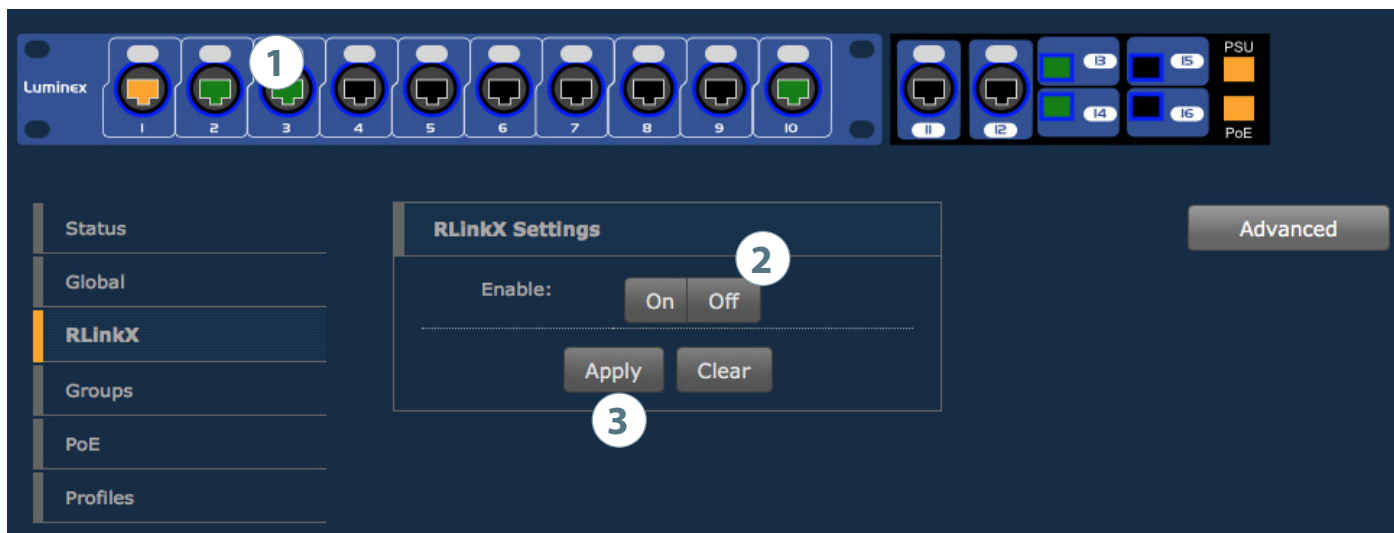 Luminex
1
1 2 3 4 5 6 7 8 9 10
11 12
13 15
14 16
PSU
PoE
Status
Global
RLinkX
Groups
PoE
Profiles
RLinkX Settings
2
Enable: On Off
Apply Clear
3
Advanced